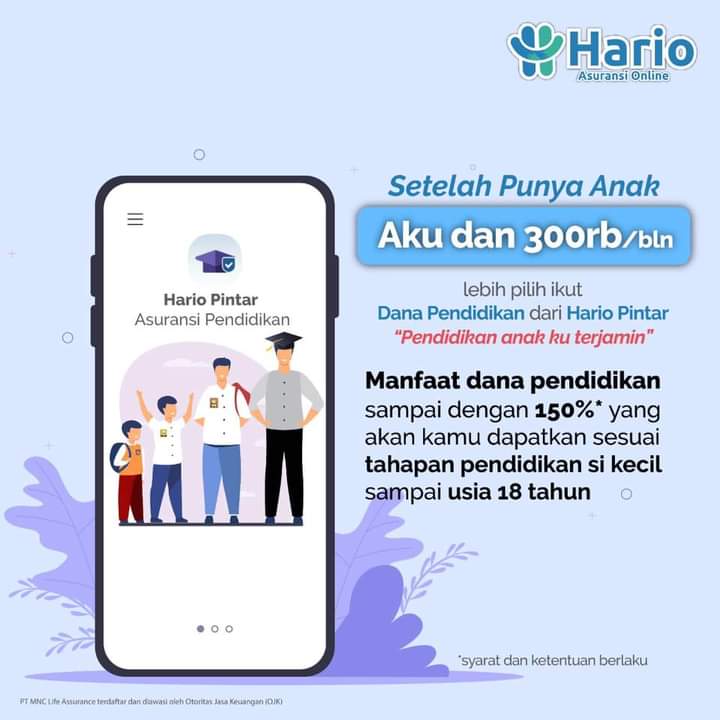 Hario
Asuransi Online
Setelah Punya Anak
Aku dan 300rb/bln
lebih pilih ikut
Dana Pendidikan dari Hario Pintar
“Pendidikan anak ku terjamin”
Manfaat dana pendidikan
sampai dengan 150%* yang
akan kamu dapatkan sesuai
tahapan pendidikan si kecil
sampai usia 18 tahun
Hario Pintar
Asuransi Pendidikan
*syarat dan ketentuan berlaku
PT MNC Life Assurance terdaftar dan diawasi oleh Otoritas Jasa Keuangan (OJK)